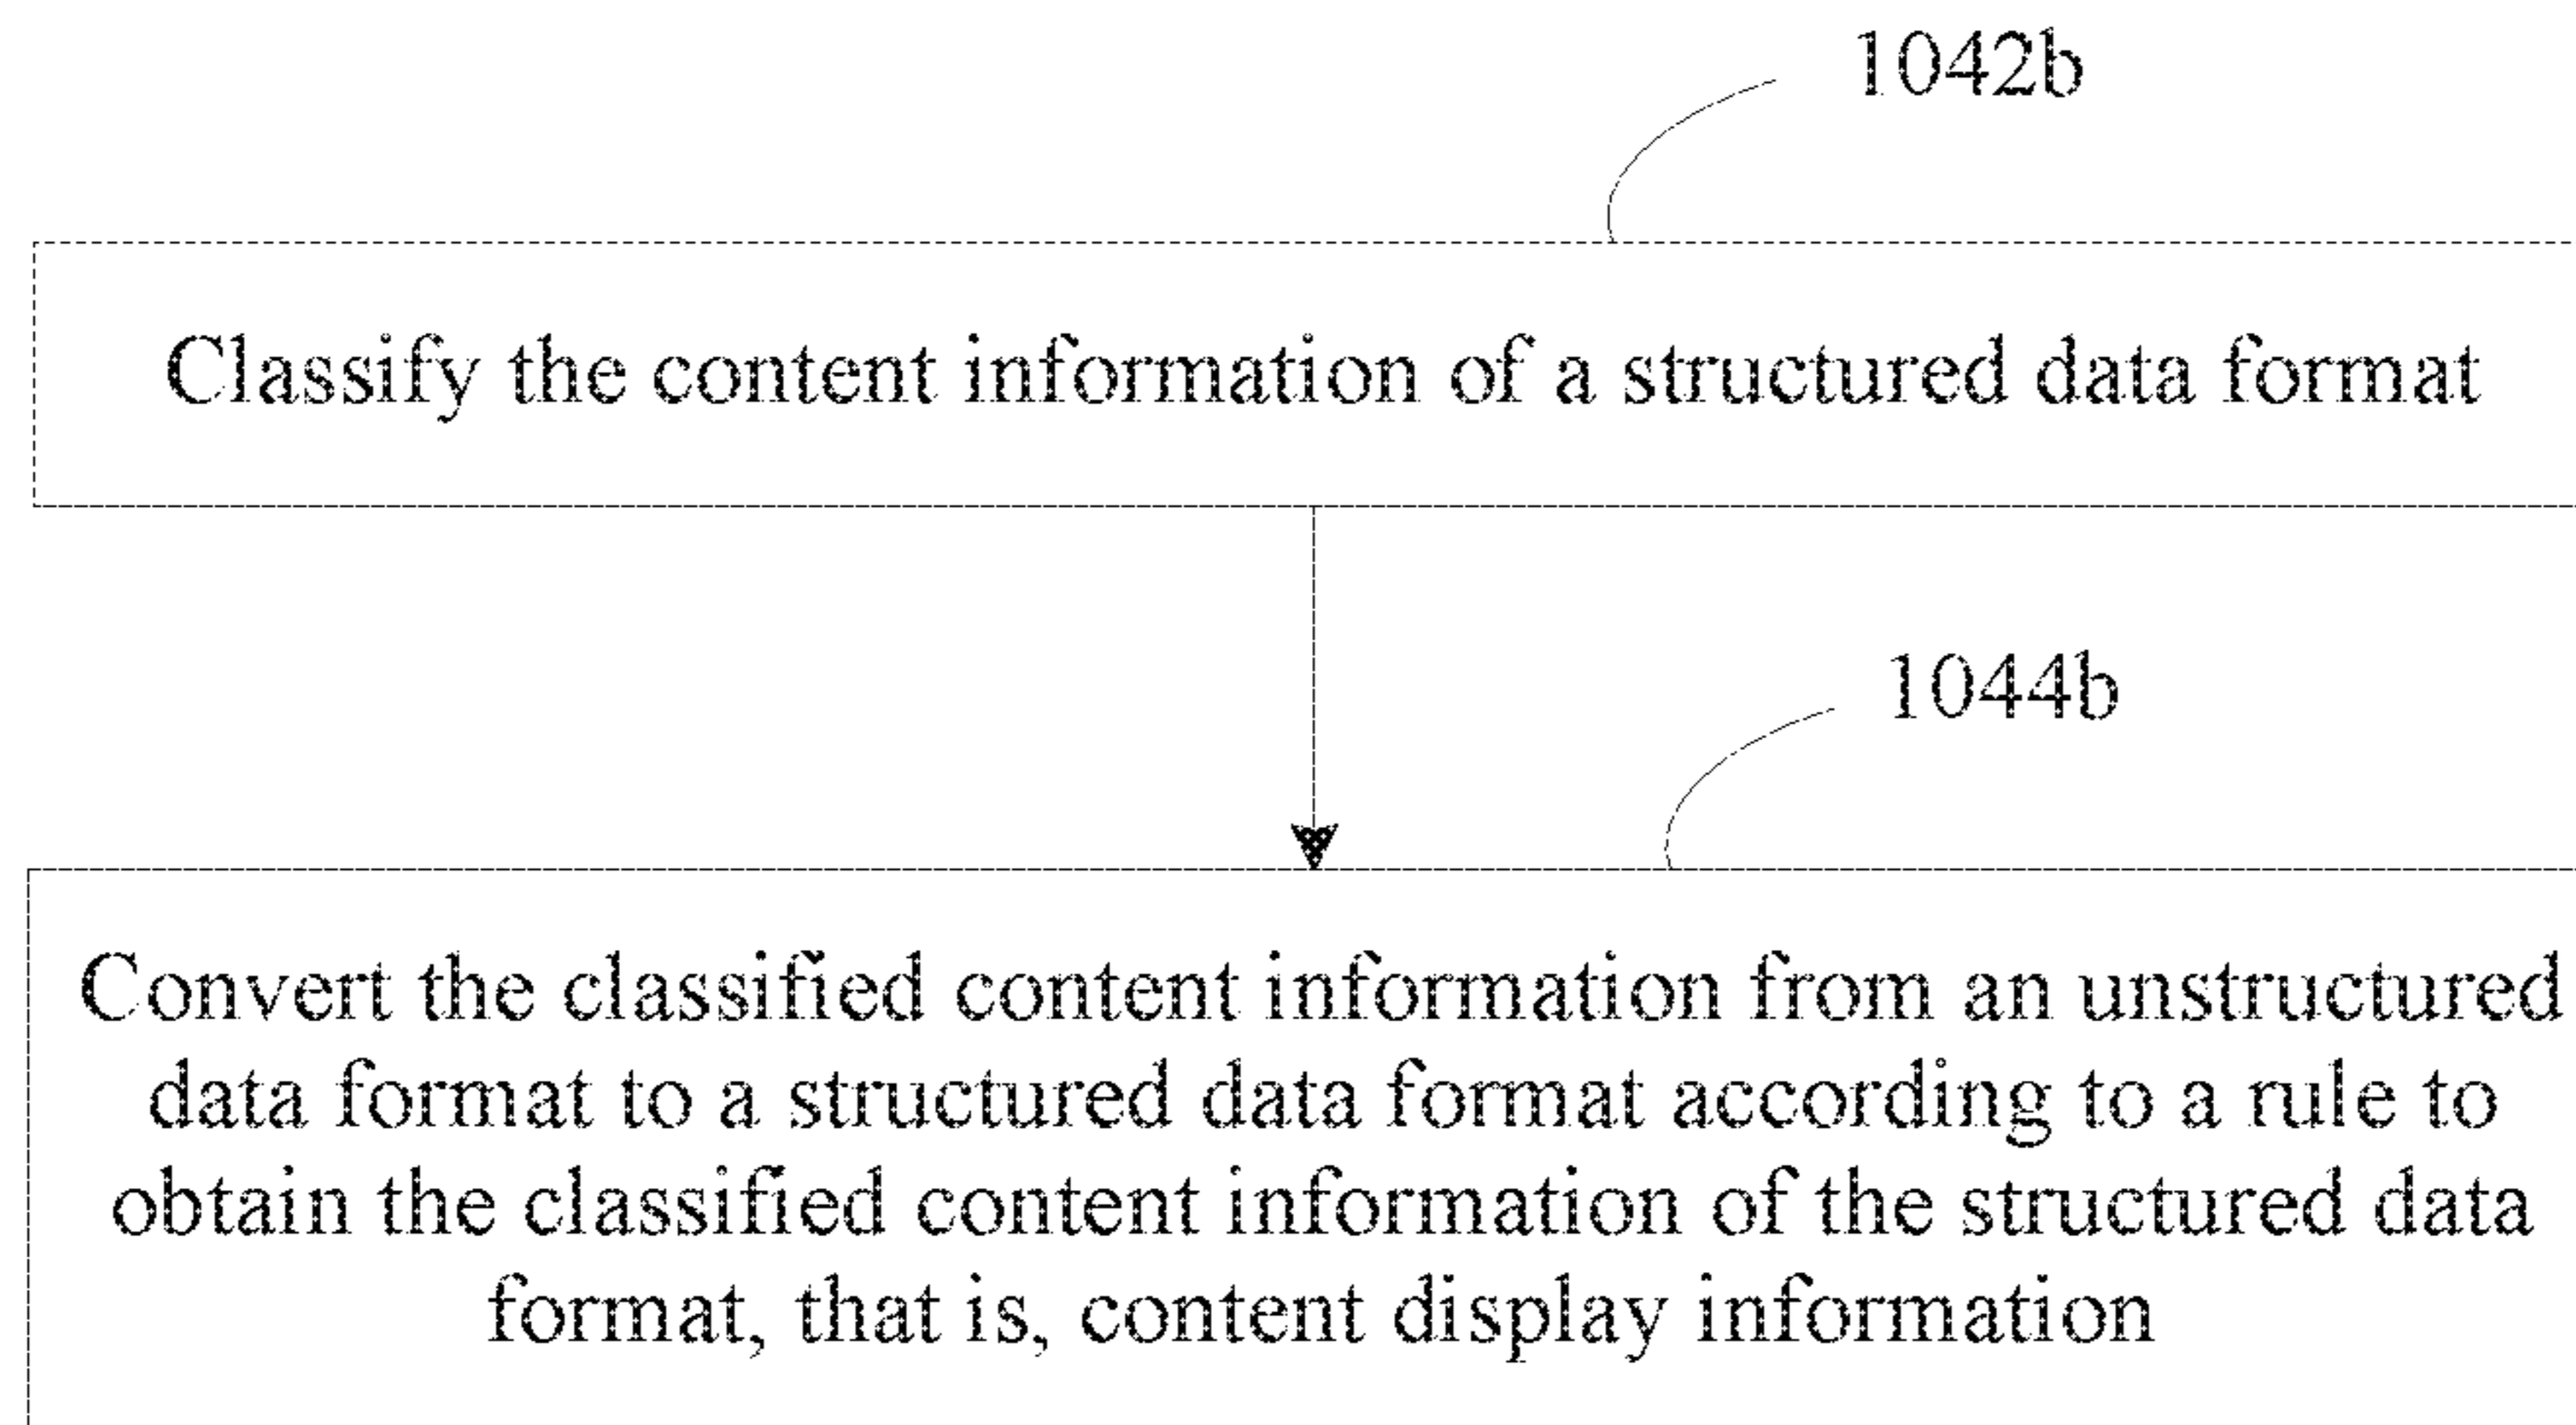 1042b
Classify the content information of a structured data format
1044b
Convert the classified content information from an unstructured
data format to a structured data format according to a rule to
obtain the classified content information of the structured data
format, that is, content display information